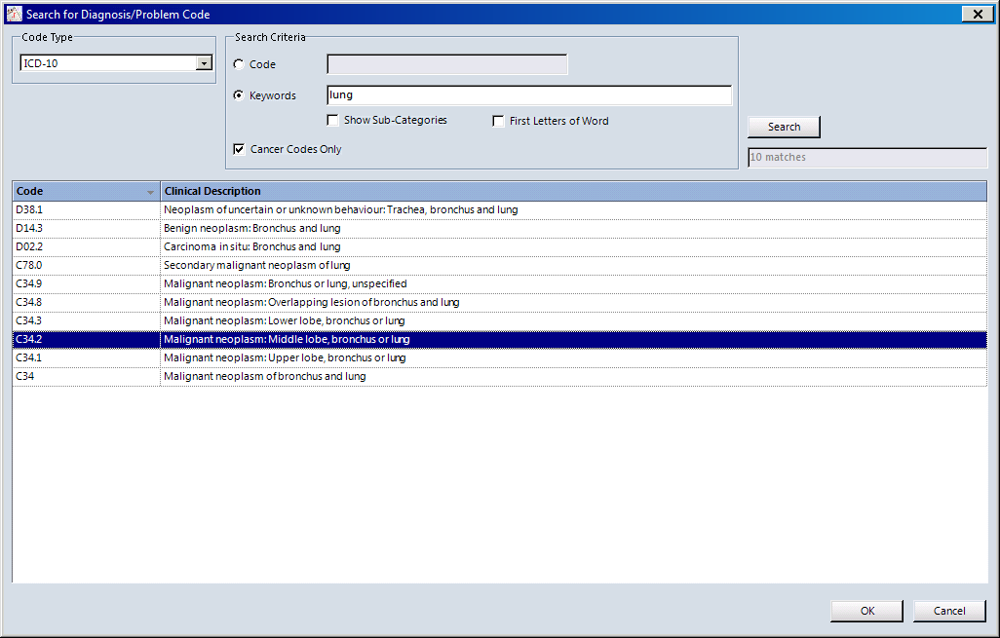 Search for Diagnosis/Problem Code
Code Type
ICD-10
Search Criteria
Code
Keywords
lung
Show Sub-Categories
First Letters of Word
Cancer Codes Only
Search
10 matches
Code Clinical Description
D38.1 Neoplasm of uncertain or unknown behaviour: Trachea, bronchus and lung
D14.3 Benign neoplasm: Bronchus and lung
D02.2 Carcinoma in situ: Bronchus and lung
C78.0 Secondary malignant neoplasm of lung
C34.9 Malignant neoplasm: Bronchus or lung, unspecified
C34.8 Malignant neoplasm: Overlapping lesion of bronchus and lung
C34.3 Malignant neoplasm: Lower lobe, bronchus or lung
C34.2 Malignant neoplasm: Middle lobe, bronchus or lung
C34.1 Malignant neoplasm: Upper lobe, bronchus or lung
C34 Malignant neoplasm of bronchus and lung
OK Cancel